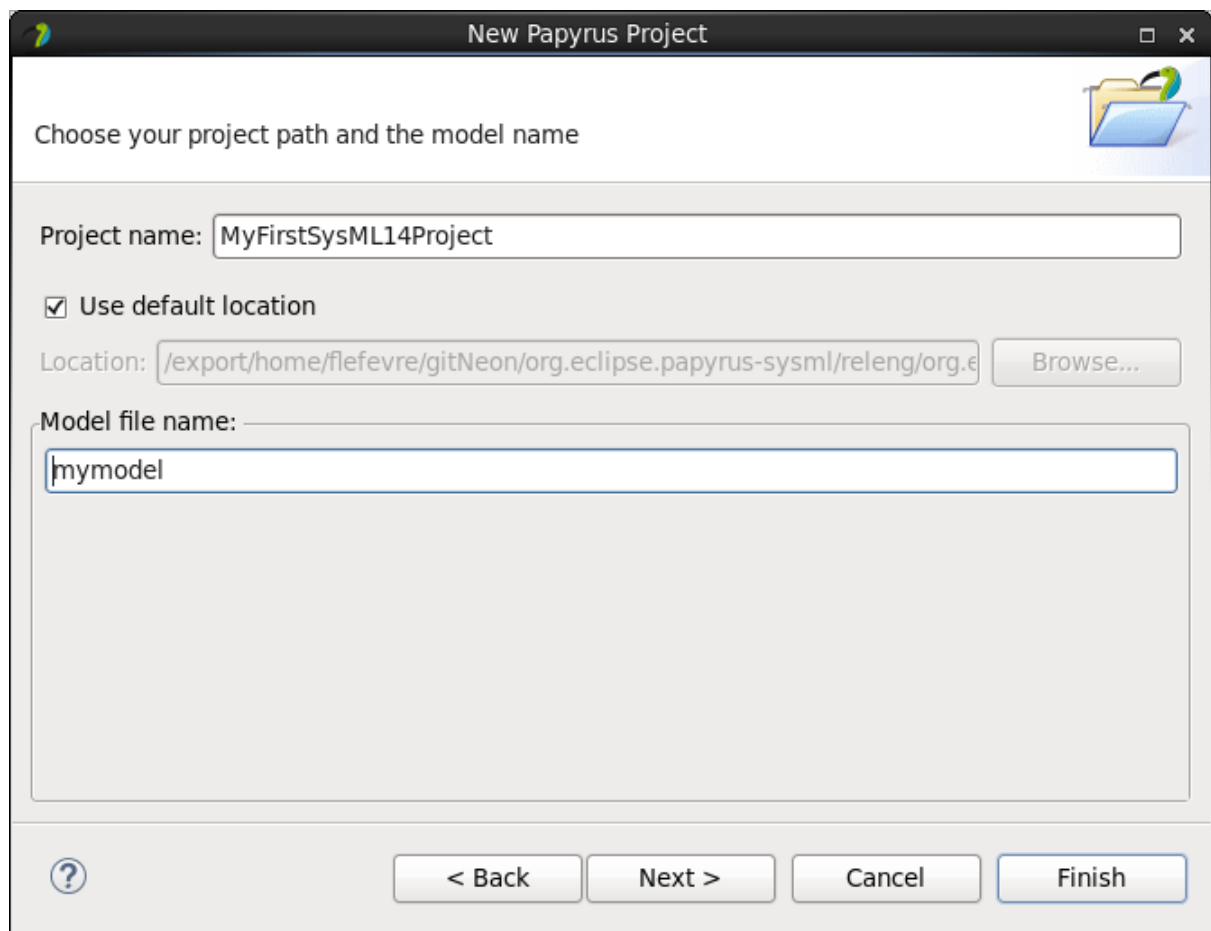 New Papyrus Project
Choose your project path and the model name
Project name: MyFirstSysML14Project
Use default location
Location: /export/home/flefevre/gitNeon/org.eclipse.papyrus-sysml/releng/org.e Browse...
Model file name:
mymodel
? < Back Next > Cancel Finish